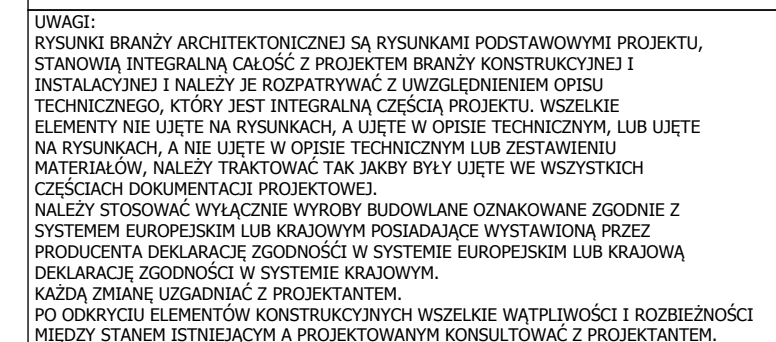 UWAGI:
RYSUNKI BRANŻY ARCHITEKTONICZNEJ SĄ RYSUNKAMI PODSTAWOWYMI PROJEKTU,
STANOWIĄ INTEGRALNĄ CAŁOŚĆ Z PROJEKTEM BRANŻY KONSTRUKCYJNEJ I
INSTALACYJNEJ I NALEŻY JE ROZPATRYWAĆ Z UWZGLĘDNIENIEM OPISU
TECHNICZNEGO, KTÓRY JEST INTEGRALNĄ CZĘŚCIĄ PROJEKTU. WSZELKIE
ELEMENTY NIE UJĘTE NA RYSUNKACH, A UJĘTE W OPISIE TECHNICZNYM, LUB UJĘTE
NA RYSUNKACH, A NIE UJĘTE W OPISIE TECHNICZNYM LUB ZESTAWIENIU
MATERIAŁÓW, NALEŻY TRAKTOWAĆ TAK JAKBY BYŁY UJĘTE WE WSZYSTKICH
CZĘŚCIACH DOKUMENTACJI PROJEKTOWEJ.
NALEŻY STOSOWAĆ WYŁĄCZNIE WYROBY BUDOWLANE OZNAKOWANE ZGODNIE Z
SYSTEMEM EUROPEJSKIM LUB KRAJOWYM POSIADAJĄCE WYSTAWIONĄ PRZEZ
PRODUCENTA DEKLARACJĘ ZGODNOŚĆI W SYSTEMIE EUROPEJSKIM LUB KRAJOWĄ
DEKLARACJĘ ZGODNOŚCI W SYSTEMIE KRAJOWYM.
KAŻDĄ ZMIANĘ UZGADNIAĆ Z PROJEKTANTEM.
PO ODKRYCIU ELEMENTÓW KONSTRUKCYJNYCH WSZELKIE WĄTPLIWOŚCI I ROZBIEŻNOŚCI
MIĘDZY STANEM ISTNIEJĄCYM A PROJEKTOWANYM KONSULTOWAĆ Z PROJEKTANTEM.